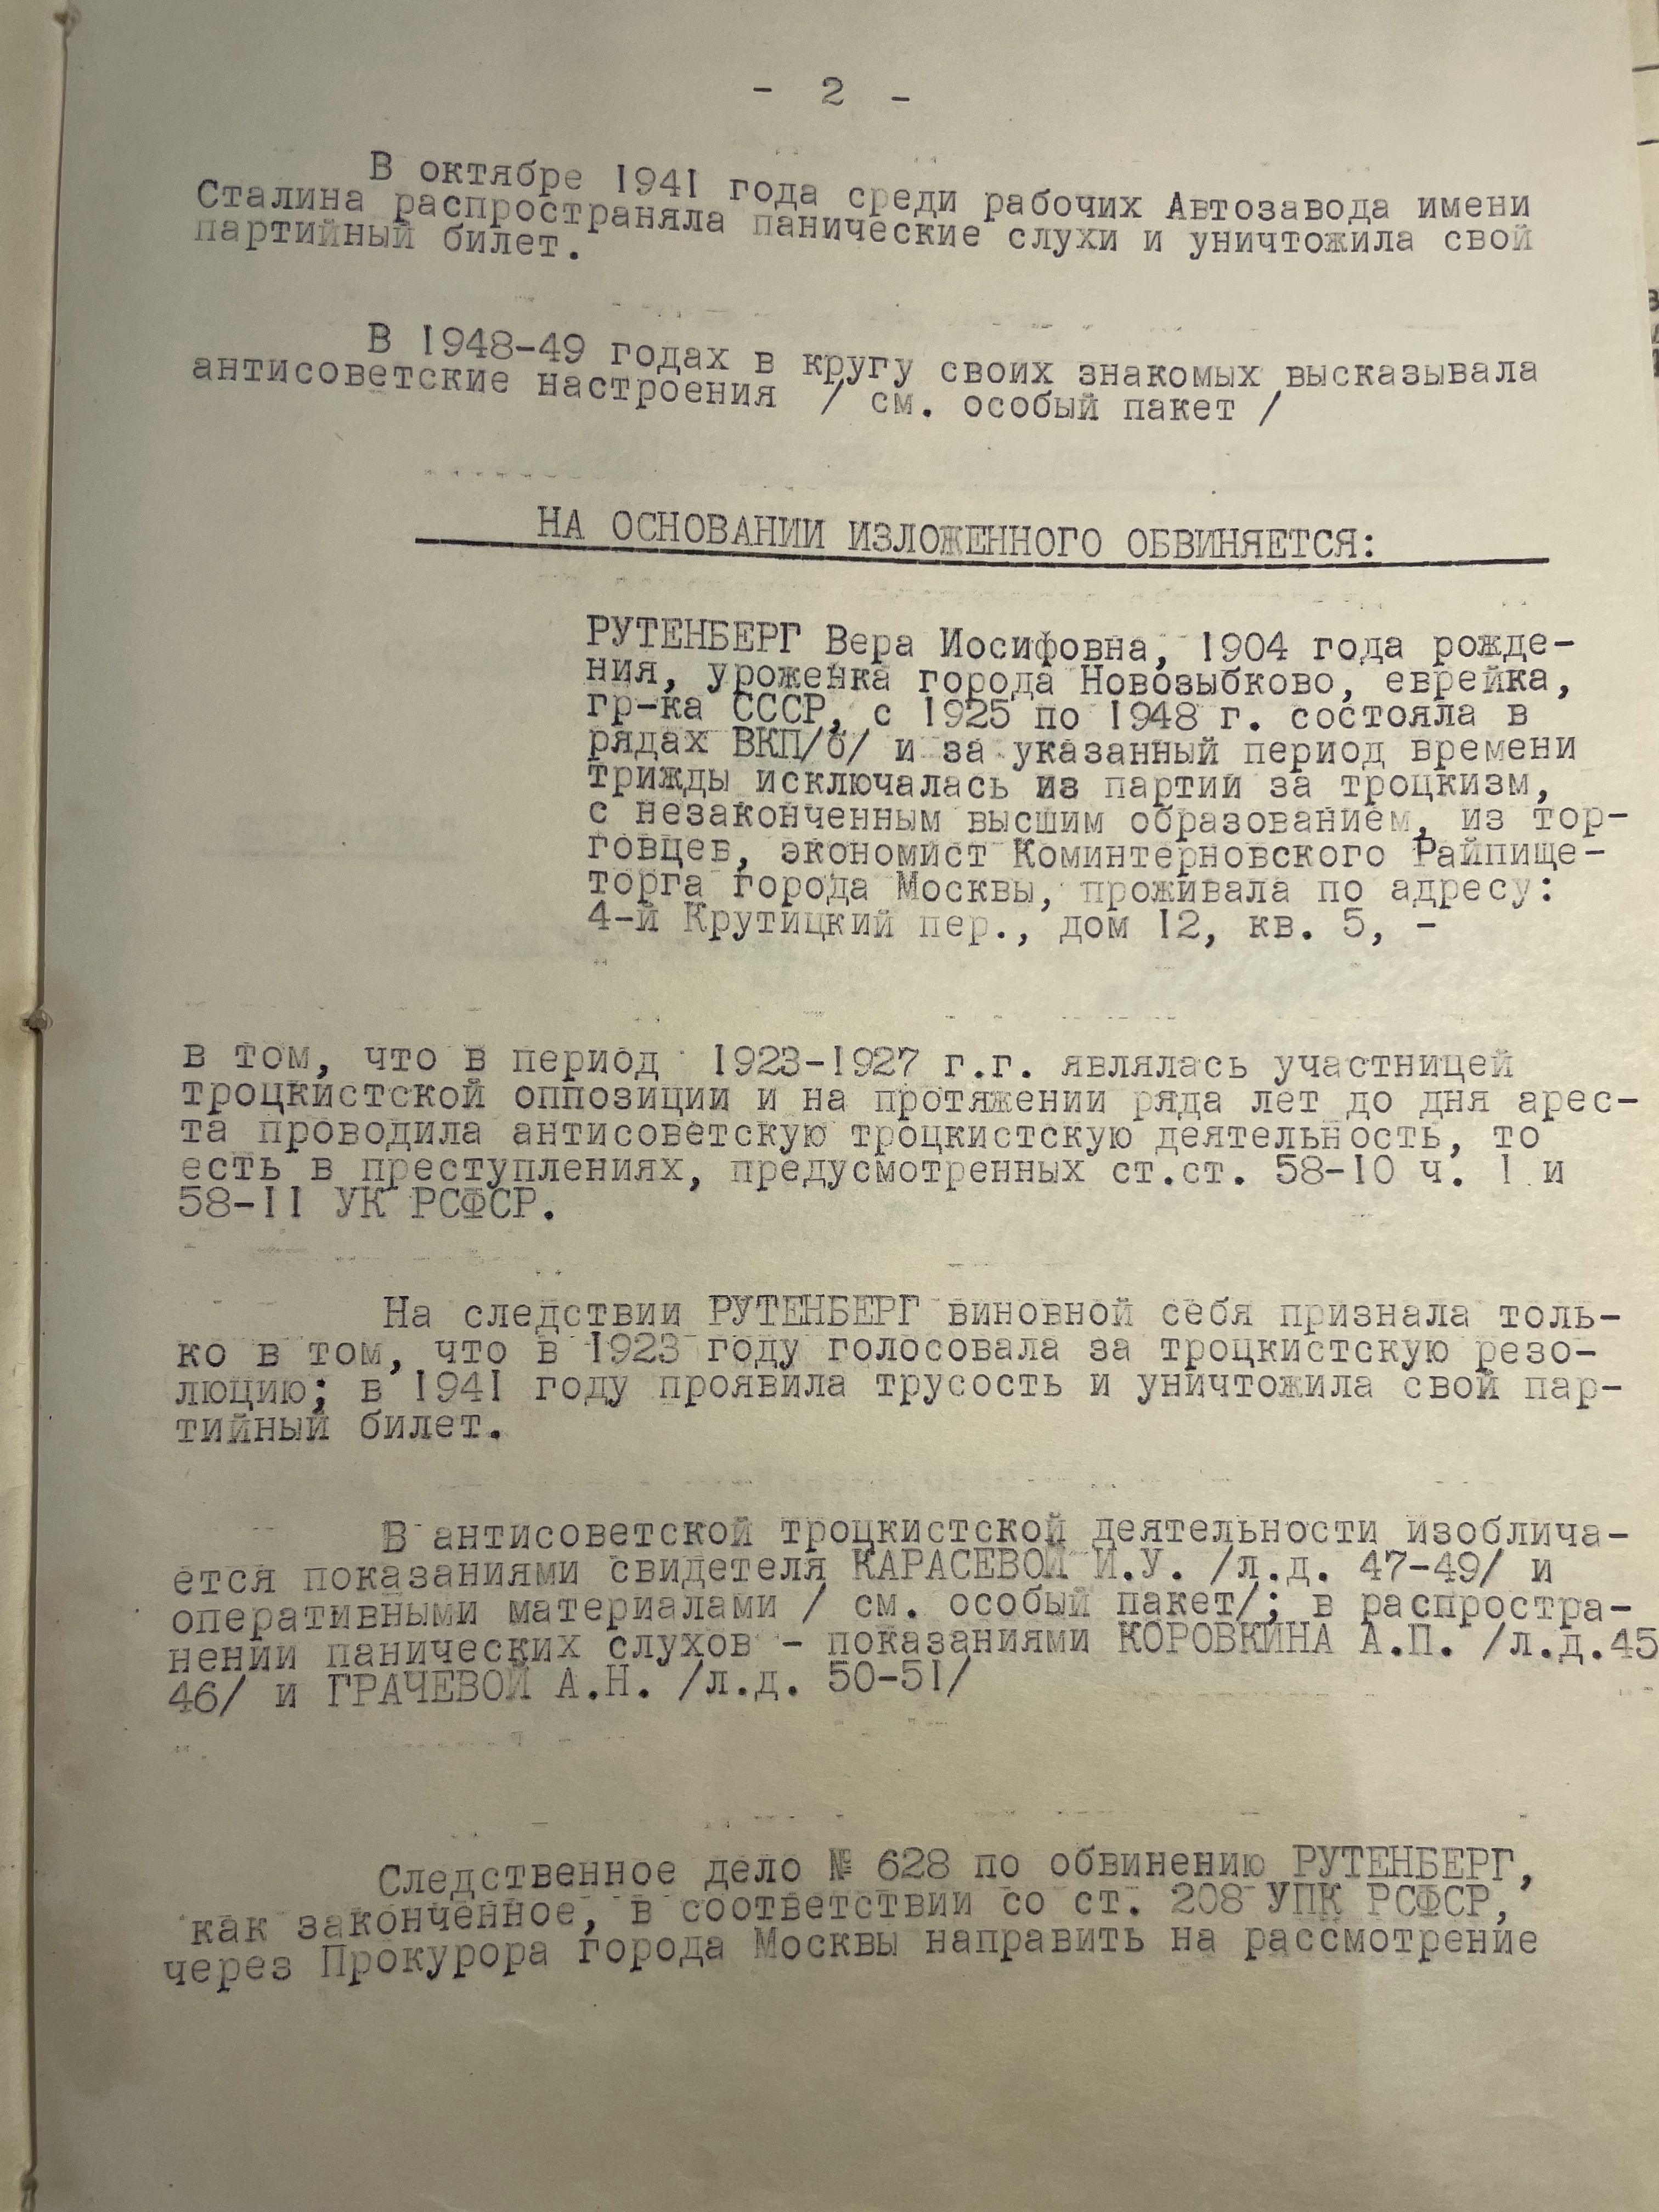 - 2 -
В октябре 1941 года среди рабочих Автозавода имени
Сталина распространяла панические слухи и уничтожила свой
партийный билет.
В 1948-49 годах в кругу своих знакомых высказывала
антисоветские настроения / см. особый пакет /
НА ОСНОВАНИИ ИЗЛОЖЕННОГО ОБВИНЯЕТСЯ:
РУТЕНБЕРГ Вера Иосифовна, 1904 года рожде-
ния, уроженка города Новозыбково, еврейка,
гр-ка СССР, с 1925 по 1948 г. состояла в
рядах ВКП/б/ и за указанный период времени
трижды исключалась из партии за троцкизм,
с незаконченным высшим образованием, из тор-
говцев, экономист Коминтерновского Райпище-
торга города Москвы, проживала по адресу:
4-й Крутицкий пер., дом 12, кв. 5, -
в том, что в период 1923-1927 г.г. являлась участницей
троцкистской оппозиции и на протяжении ряда лет до дня арес-
та проводила антисоветскую троцкистскую деятельность, то
есть в преступлениях, предусмотренных ст.ст. 58-10 ч. 1 и
58-11 УК РСФСР.
На следствии РУТЕНБЕРГ виновной себя признала толь-
ко в том, что в 1923 году голосовала за троцкистскую резо-
люцию; в 1941 году проявила трусость и уничтожила свой пар-
тийный билет.
В антисоветской троцкистской деятельности изоблича-
ется показаниями свидетеля КАРАСЕВОЙ И.У. /л.д. 47-49/ и
оперативными материалами / см. особый пакет/; в распростра-
нении панических слухов - показаниями КОРОВКИНА А.П. /л.д.45
46/ и ГРАЧЕВОЙ А.Н. /л.д. 50-51/
Следственное дело № 628 по обвинению РУТЕНБЕРГ,
как законченное, в соответствии со ст. 208 УПК РСФСР,
через Прокурора города Москвы направить на рассмотрение